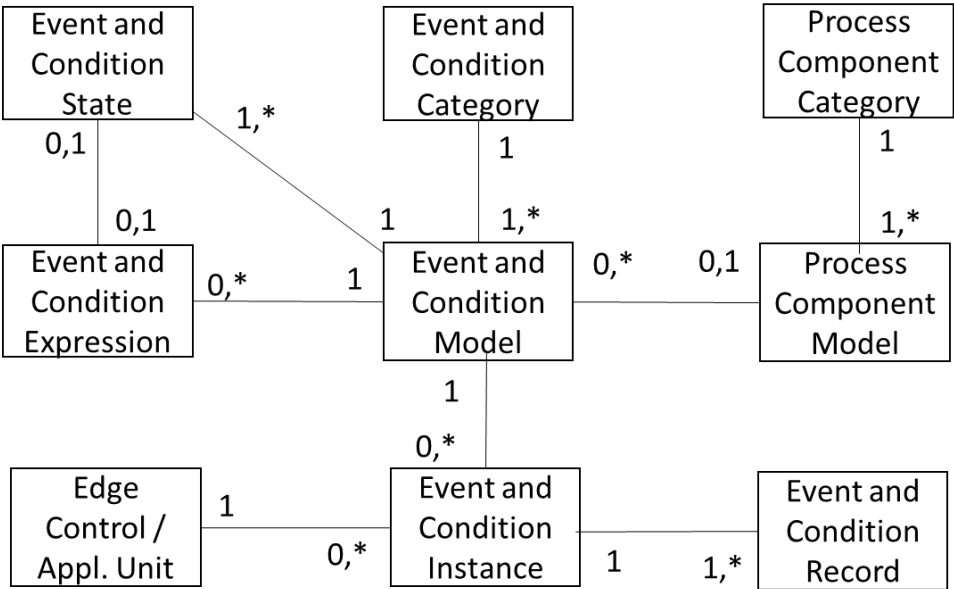 Event and
Condition
State
Event and
Condition
Category
Process
Component
Category
1,*
0,1
1
1
0,1
1
1,*
1,*
Event and
Condition
Expression
0,*
1
Event and
Condition
Model
0,*
0,1
Process
Component
Model
1
0,*
Edge
Control /
Appl. Unit
1
0,*
Event and
Condition
Instance
1
1,*
Event and
Condition
Record